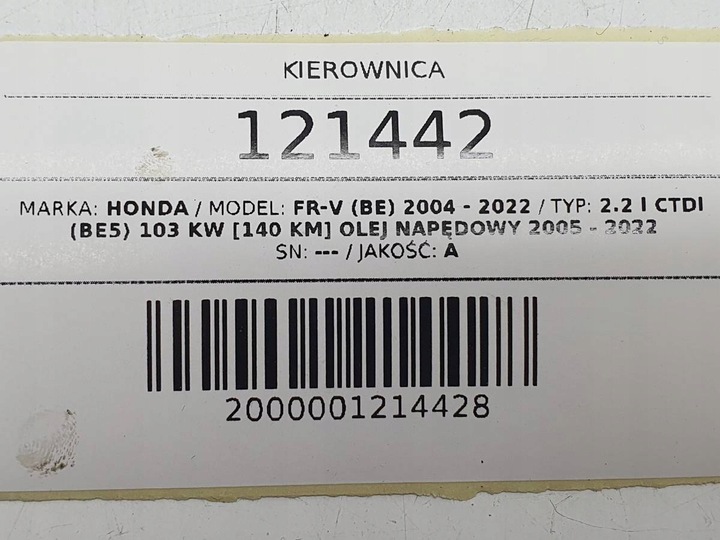 KIEROWNICA
121442
MARKA: HONDA / MODEL: FR-V (BE) 2004 - 2022 / TYP: 2.2 I CTDI
(BE5) 103 KW [140 KM] OLEJ NAPĘDOWY 2005 - 2022
SN: --- / JAKOŚĆ: A
2000001214428